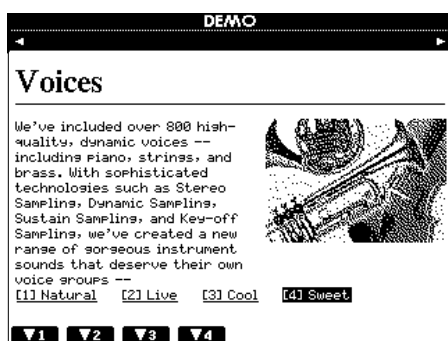 DEMO
Voices
We've included over 800 high-
quality, dynamic voices --
including piano, strings, and
brass. With sophisticated
technologies such as Stereo
Sampling, Dynamic Sampling,
Sustain Sampling, and Key-off
Sampling, we've created a new
range of gorgeous instrument
sounds that deserve their own
voice groups --
[1] Natural [2] Live [3] Cool [4] Sweet
▼1 ▼2 ▼3 ▼4